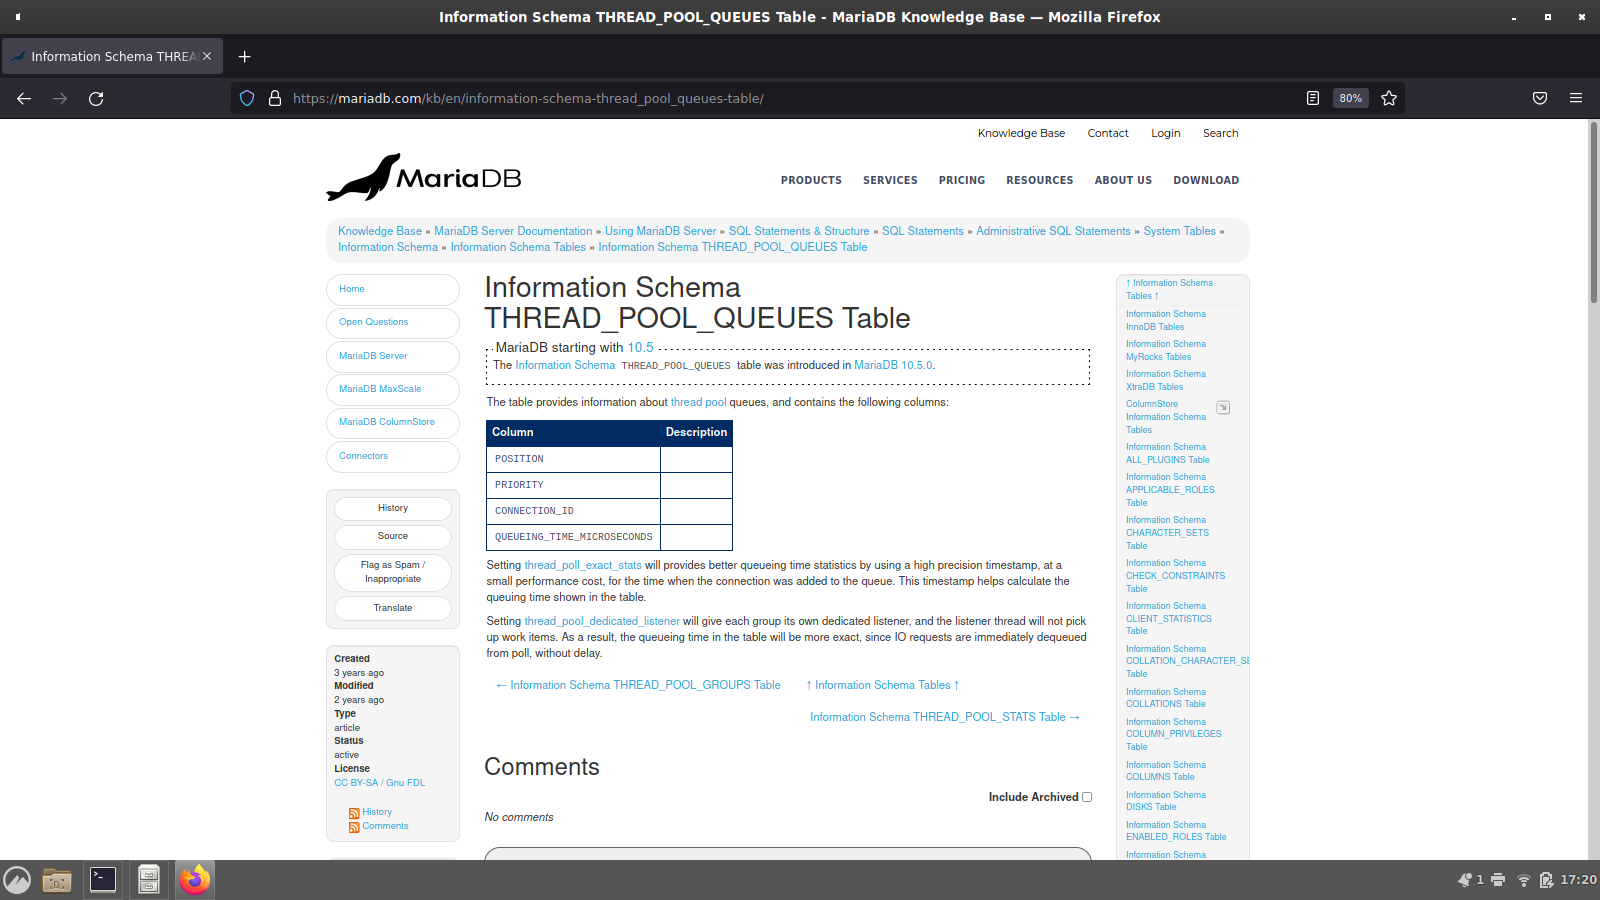 Information Schema THREAD_POOL_QUEUES Table - MariaDB Knowledge Base — Mozilla Firefox
Information Schema THREA
https://mariadb.com/kb/en/information-schema-thread_pool_queues-table/
80%
Knowledge Base Contact Login Search
MariaDB
PRODUCTS SERVICES PRICING RESOURCES ABOUT US DOWNLOAD
Knowledge Base » MariaDB Server Documentation » Using MariaDB Server » SQL Statements & Structure » SQL Statements » Administrative SQL Statements » System Tables »
Information Schema » Information Schema Tables » Information Schema THREAD_POOL_QUEUES Table
Home
Open Questions
MariaDB Server
MariaDB MaxScale
MariaDB ColumnStore
Connectors
History
Source
Flag as Spam /
Inappropriate
Translate
Created
3 years ago
Modified
2 years ago
Type
article
Status
active
License
CC BY-SA / Gnu FDL
History
Comments
Information Schema
THREAD_POOL_QUEUES Table
MariaDB starting with 10.5
The Information Schema THREAD_POOL_QUEUES table was introduced in MariaDB 10.5.0.
The table provides information about thread pool queues, and contains the following columns:
Column Description
POSITION
PRIORITY
CONNECTION_ID
QUEUEING_TIME_MICROSECONDS
Setting thread_poll_exact_stats will provides better queueing time statistics by using a high precision timestamp, at a
small performance cost, for the time when the connection was added to the queue. This timestamp helps calculate the
queuing time shown in the table.
Setting thread_pool_dedicated_listener will give each group its own dedicated listener, and the listener thread will not pick
up work items. As a result, the queueing time in the table will be more exact, since IO requests are immediately dequeued
from poll, without delay.
← Information Schema THREAD_POOL_GROUPS Table ↑ Information Schema Tables ↑
Information Schema THREAD_POOL_STATS Table →
Comments
Include Archived
No comments
↑ Information Schema
Tables ↑
Information Schema
InnoDB Tables
Information Schema
MyRocks Tables
Information Schema
XtraDB Tables
ColumnStore
Information Schema
Tables
Information Schema
ALL_PLUGINS Table
Information Schema
APPLICABLE_ROLES
Table
Information Schema
CHARACTER_SETS
Table
Information Schema
CHECK_CONSTRAINTS
Table
Information Schema
CLIENT_STATISTICS
Table
Information Schema
COLLATION_CHARACTER_SE
Table
Information Schema
COLLATIONS Table
Information Schema
COLUMN_PRIVILEGES
Table
Information Schema
COLUMNS Table
Information Schema
DISKS Table
Information Schema
ENABLED_ROLES Table
Information Schema
1
17:20